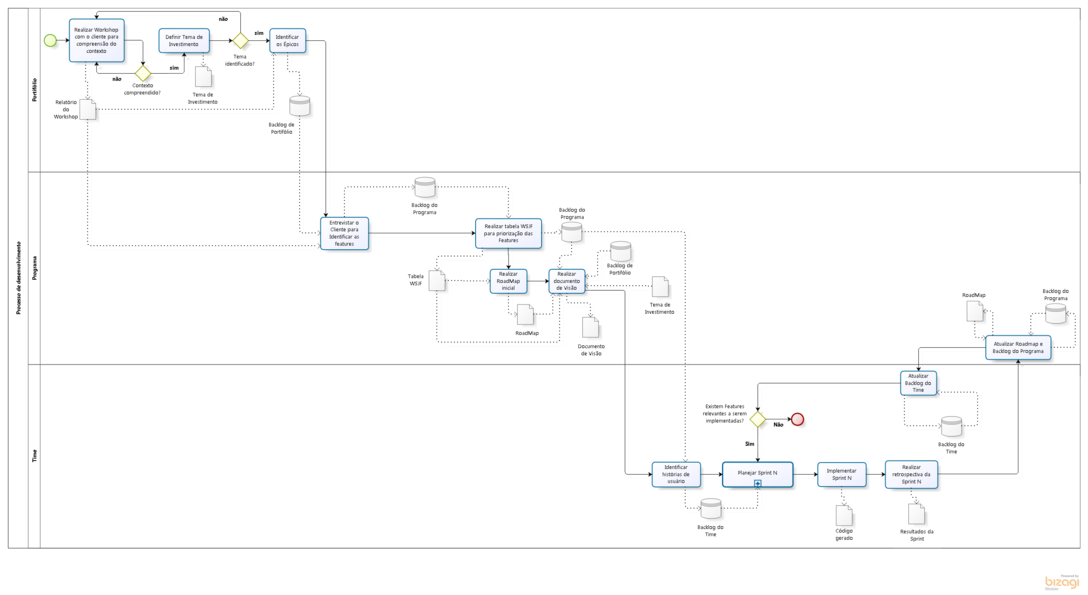 Processo de desenvolvimento
Portifólio
Realizar Workshop
com o cliente para
compreensão do
contexto
não
sim
Contexto
compreendido?
Definir Tema de
Investimento
não
sim
Tema
identificado?
Identificar
os Épicos
Tema de
Investimento
Relatório
do
Workshop
Backlog de
Portifólio
Programa
Entrevistar o
Cliente para
Identificar as
features
Backlog do
Programa
Realizar tabela WSJF
para priorização das
Features
Backlog do
Programa
Tabela
WSJF
Realizar
RoadMap
inicial
Realizar
documento
de Visão
Backlog de
Portifólio
Tema de
Investimento
RoadMap
Documento
de Visão
RoadMap
Backlog do
Programa
Atualizar Roadmap e
Backlog do Programa
Time
Atualizar
Backlog do
Time
Backlog do
Time
Existem Features
relevantes a serem
implementadas?
Não
Sim
Identificar
histórias de
usuário
Planejar Sprint N
Implementar
Sprint N
Realizar
retrospectiva da
Sprint N
Backlog do
Time
Código
gerado
Resultados da
Sprint
Powered by
bizagi
Modeler